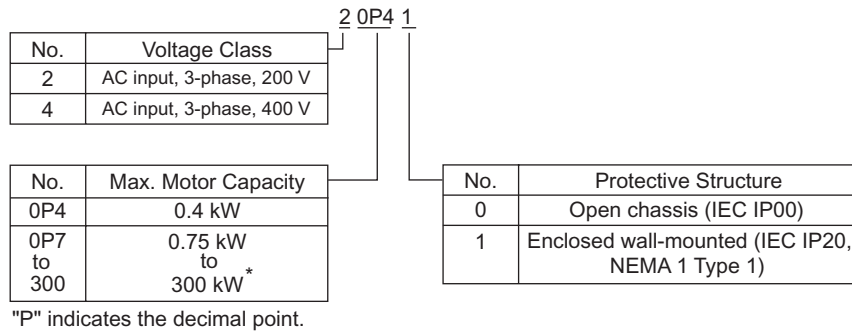 2 0P4 1
No. Voltage Class
2 AC input, 3-phase, 200 V
4 AC input, 3-phase, 400 V
No. Max. Motor Capacity
0P4 0.4 kW
0P7 0.75 kW
to to
300 300 kW*
"P" indicates the decimal point.
No. Protective Structure
0 Open chassis (IEC IP00)
1 Enclosed wall-mounted (IEC IP20,
NEMA 1 Type 1)